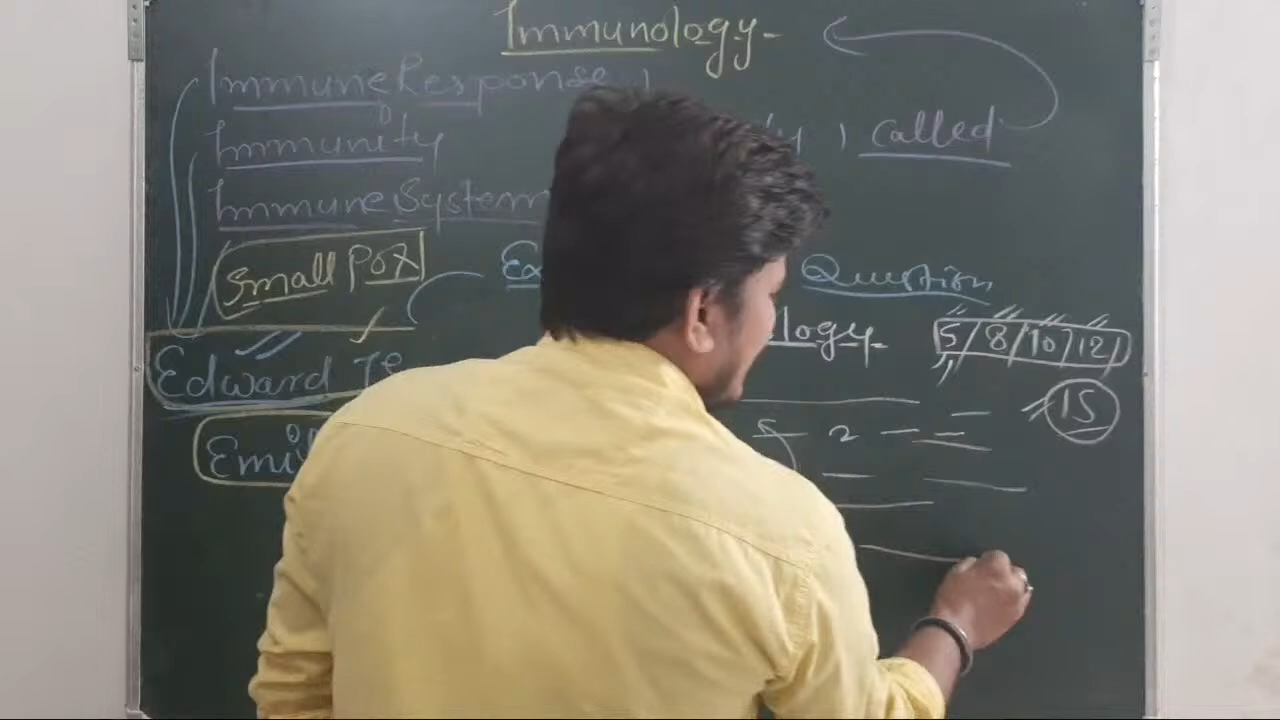 Immunology -
Immune Response,
Immunity
, called
Immune System
Small Pox
Question
5/8/10/12
Edward Je
15
2
Emi